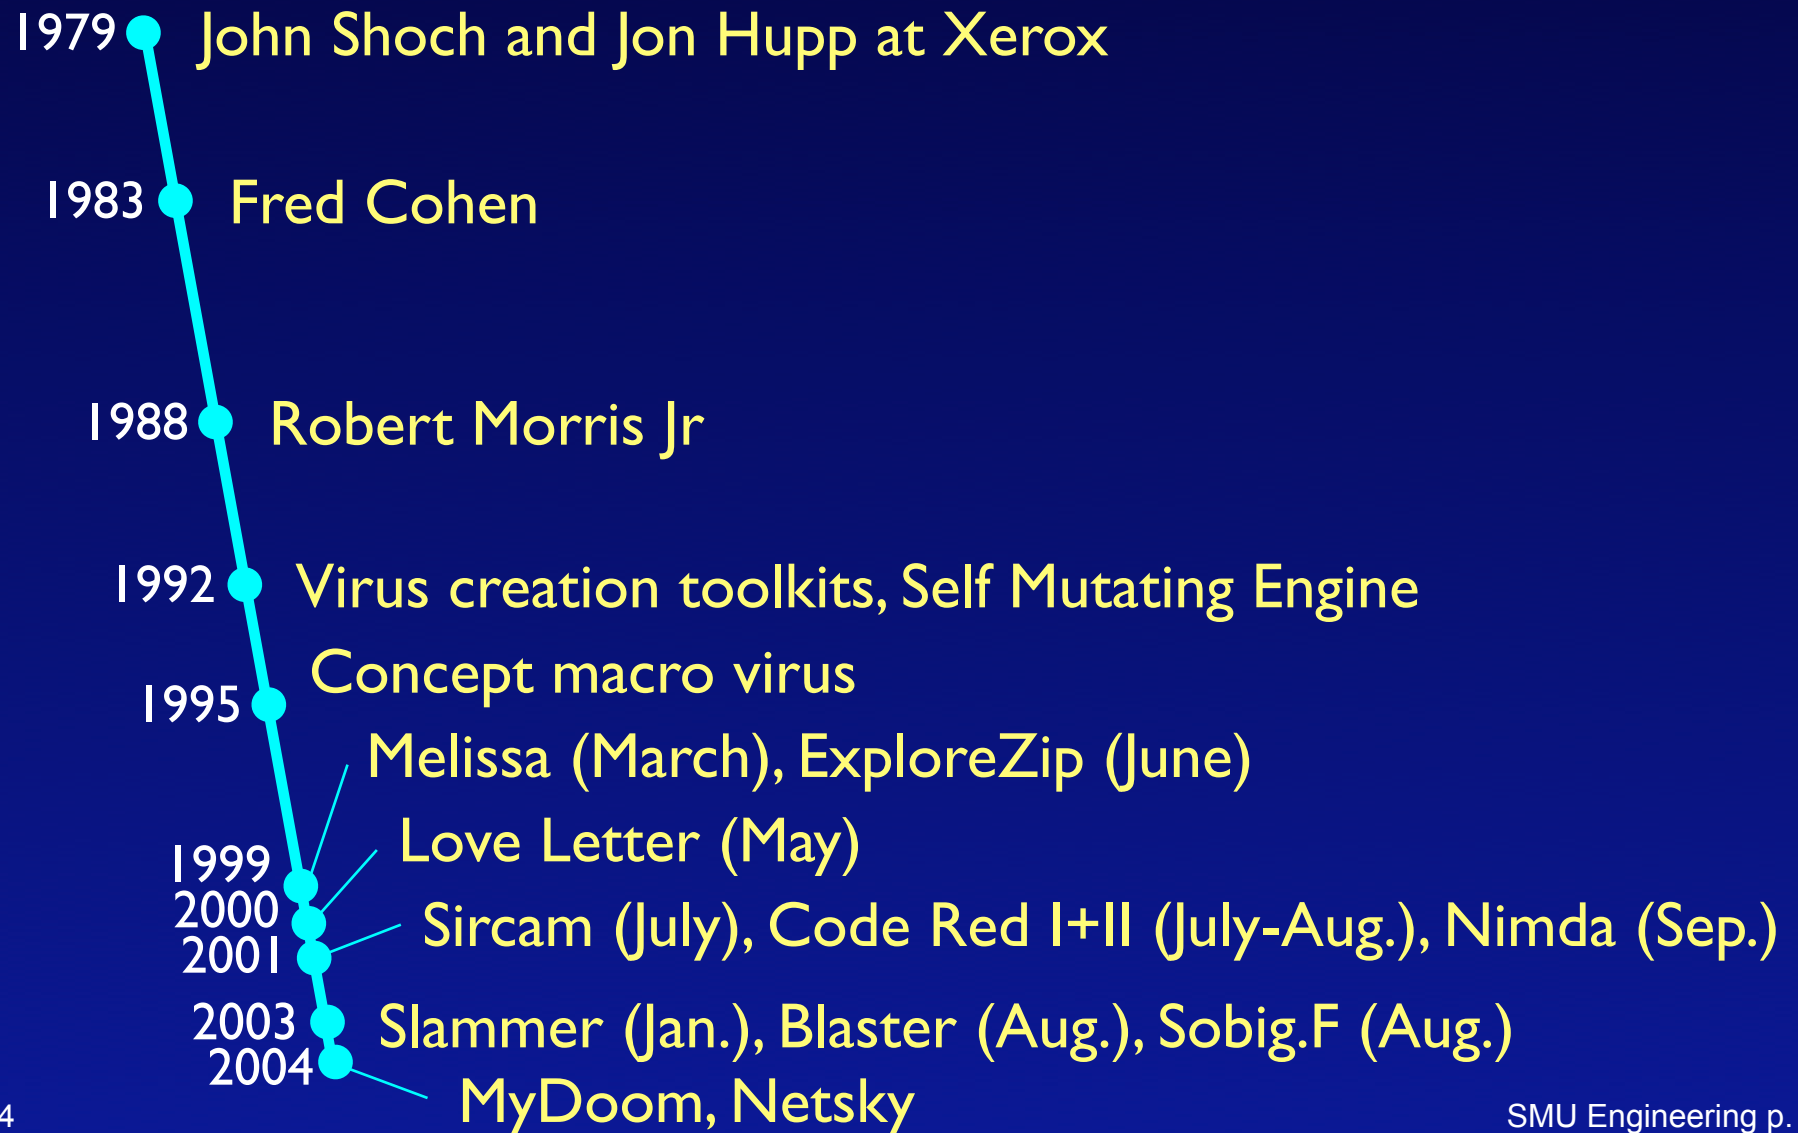 1979 John Shoch and Jon Hupp at Xerox
1983 Fred Cohen
1988 Robert Morris Jr
1992 Virus creation toolkits, Self Mutating Engine
1995 Concept macro virus
1999 Melissa (March), ExploreZip (June)
2000 Love Letter (May)
2001 Sircam (July), Code Red I+II (July-Aug.), Nimda (Sep.)
2003 Slammer (Jan.), Blaster (Aug.), Sobig.F (Aug.)
2004 MyDoom, Netsky
4 SMU Engineering p.